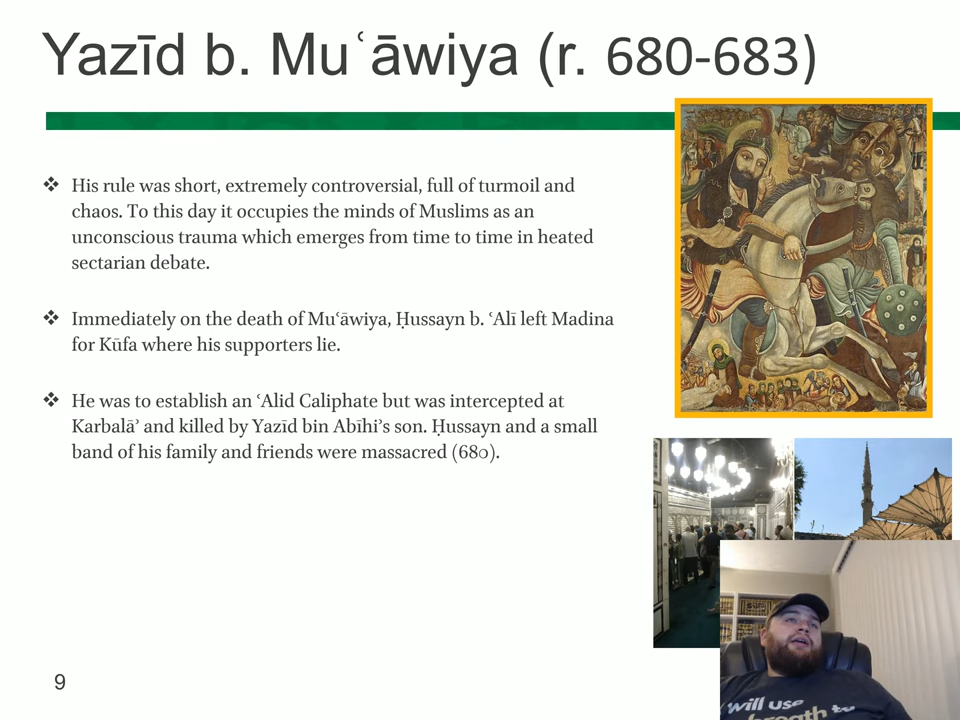 Yazīd b. Muʿāwiya (r. 680-683)
❖ His rule was short, extremely controversial, full of turmoil and
chaos. To this day it occupies the minds of Muslims as an
unconscious trauma which emerges from time to time in heated
sectarian debate.
❖ Immediately on the death of Muʿāwiya, Ḥussayn b. ʿAlī left Madina
for Kūfa where his supporters lie.
❖ He was to establish an ʿAlid Caliphate but was intercepted at
Karbalāʾ and killed by Yazīd bin Abīhi’s son. Ḥussayn and a small
band of his family and friends were massacred (680).
will use
breath to
9